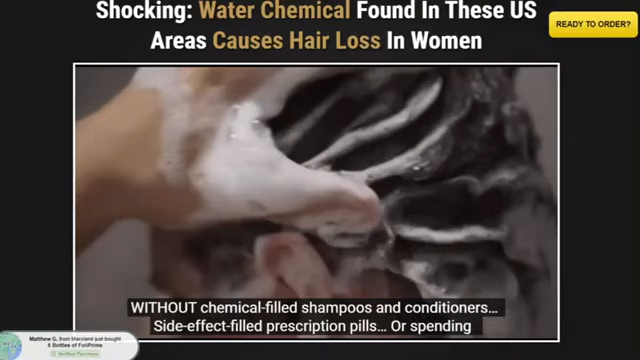 Shocking: Water Chemical Found In These US
Areas Causes Hair Loss In Women
READY TO ORDER?
WITHOUT chemical-filled shampoos and conditioners...
Side-effect-filled prescription pills... Or spending
Matthew G. from Maryland just bought
6 Bottles of FoliPrime
Verified Purchase